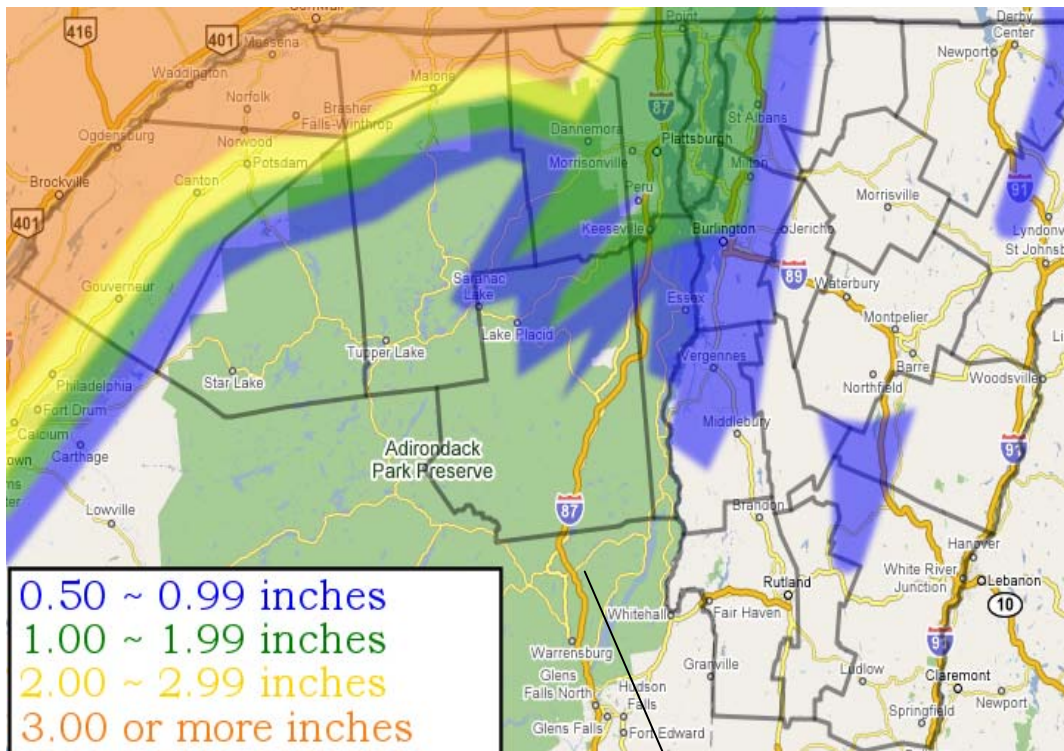 Cornwall
Point
416
401
Massena
Derby
Center
Newport
Waddington
Malone
Norfolk
Brasher
Falls-Winthrop
87
St Albans
Ogdensburg
Norwood
Dannemora
Plattsburgh
Potsdam
Morrisonville
Milton
Brockville
Canton
Peru
91
Morrisville
401
Keeseville
Burlington
Jericho
Lyndonv
St Johnsb
89
Gouverneur
Saranac
Lake
Essex
Waterbury
Lake Placid
Montpelier
Tupper Lake
Vergennes
Barre
Star Lake
Philadelphia
Northfield
Woodsville
Fort Drum
Calcium
Middlebury
Carthage
Adirondack
Park Preserve
91
Lowville
87
Brandon
Hanover
0.50 ~ 0.99 inches
White River
Junction
Lebanon
Rutland
10
Whitehall
Fair Haven
1.00 ~ 1.99 inches
Warrensburg
91
Granville
Ludlow
Claremont
2.00 ~ 2.99 inches
Glens
Falls North
Hudson
Falls
Newport
Springfield
3.00 or more inches
Glens Falls
Fort Edward